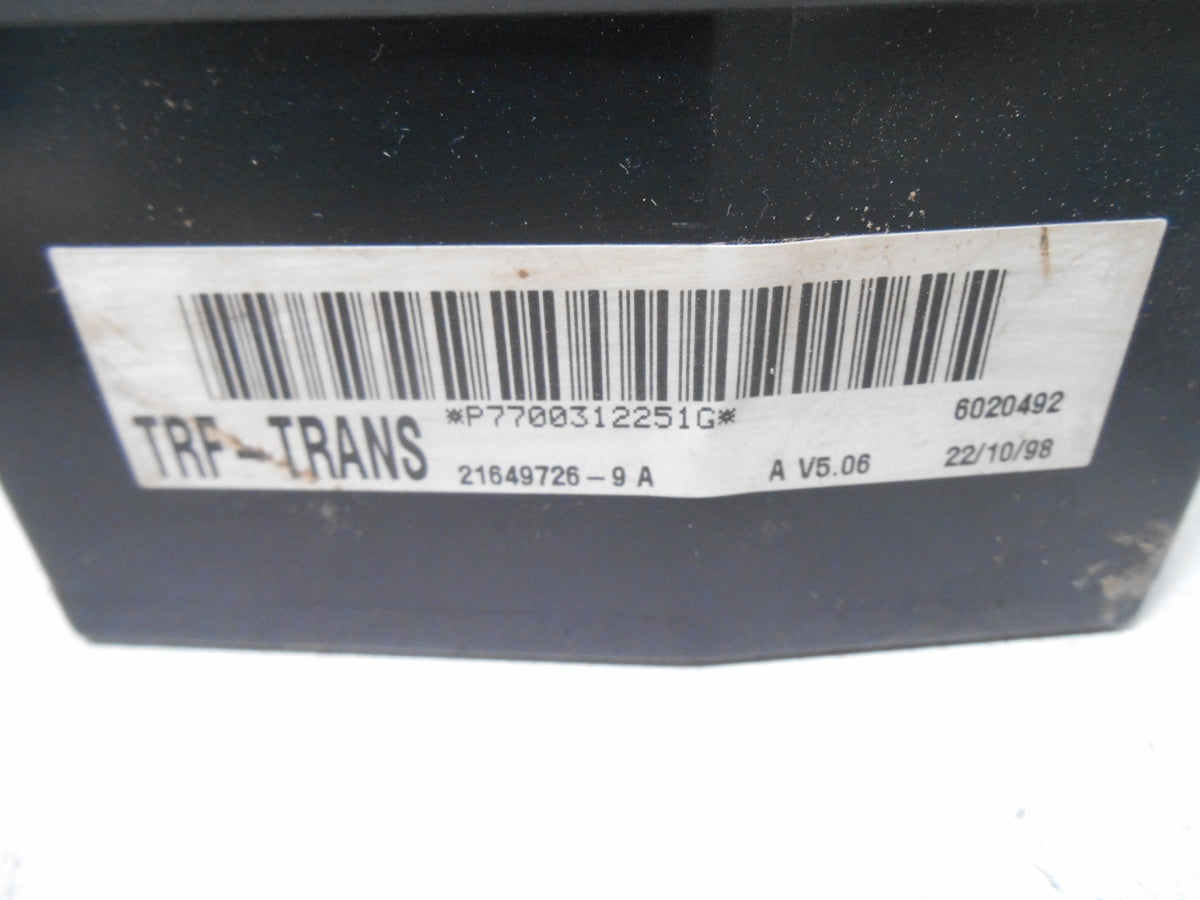 *P7700312251G* 6020492
TRF-TRANS 21649726-9 A A V5.06 22/10/98